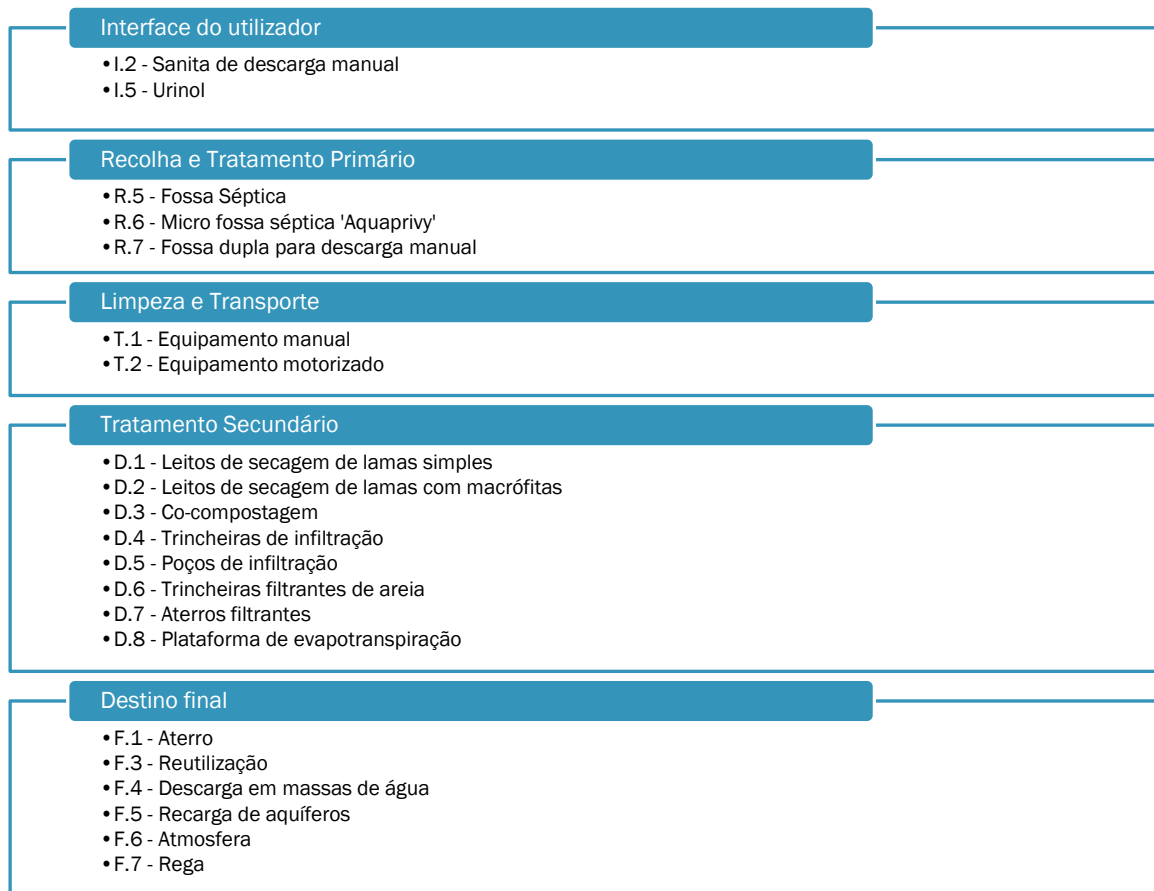 Interface do utilizador
•I.2 - Sanita de descarga manual
•I.5 - Urinol
Recolha e Tratamento Primário
•R.5 - Fossa Séptica
•R.6 - Micro fossa séptica 'Aquaprivy'
•R.7 - Fossa dupla para descarga manual
Limpeza e Transporte
•T.1 - Equipamento manual
•T.2 - Equipamento motorizado
Tratamento Secundário
•D.1 - Leitos de secagem de lamas simples
•D.2 - Leitos de secagem de lamas com macrófitas
•D.3 - Co-compostagem
•D.4 - Trincheiras de infiltração
•D.5 - Poços de infiltração
•D.6 - Trincheiras filtrantes de areia
•D.7 - Aterros filtrantes
•D.8 - Plataforma de evapotranspiração
Destino final
•F.1 - Aterro
•F.3 - Reutilização
•F.4 - Descarga em massas de água
•F.5 - Recarga de aquíferos
•F.6 - Atmosfera
•F.7 - Rega